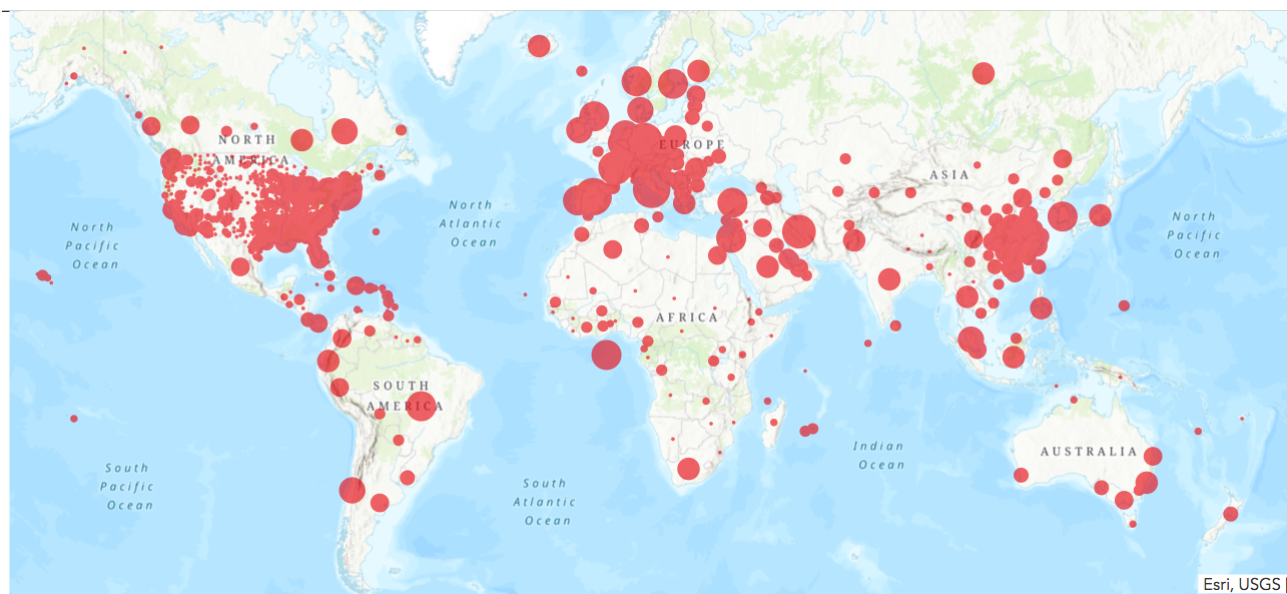 NORTH
AMERICA
EUROPE
ASIA
North
Pacific
Ocean
North
Atlantic
Ocean
North
Pacific
Ocean
AFRICA
SOUTH
AMERICA
Indian
Ocean
AUSTRALIA
South
Pacific
Ocean
South
Atlantic
Ocean
Esri, USGS